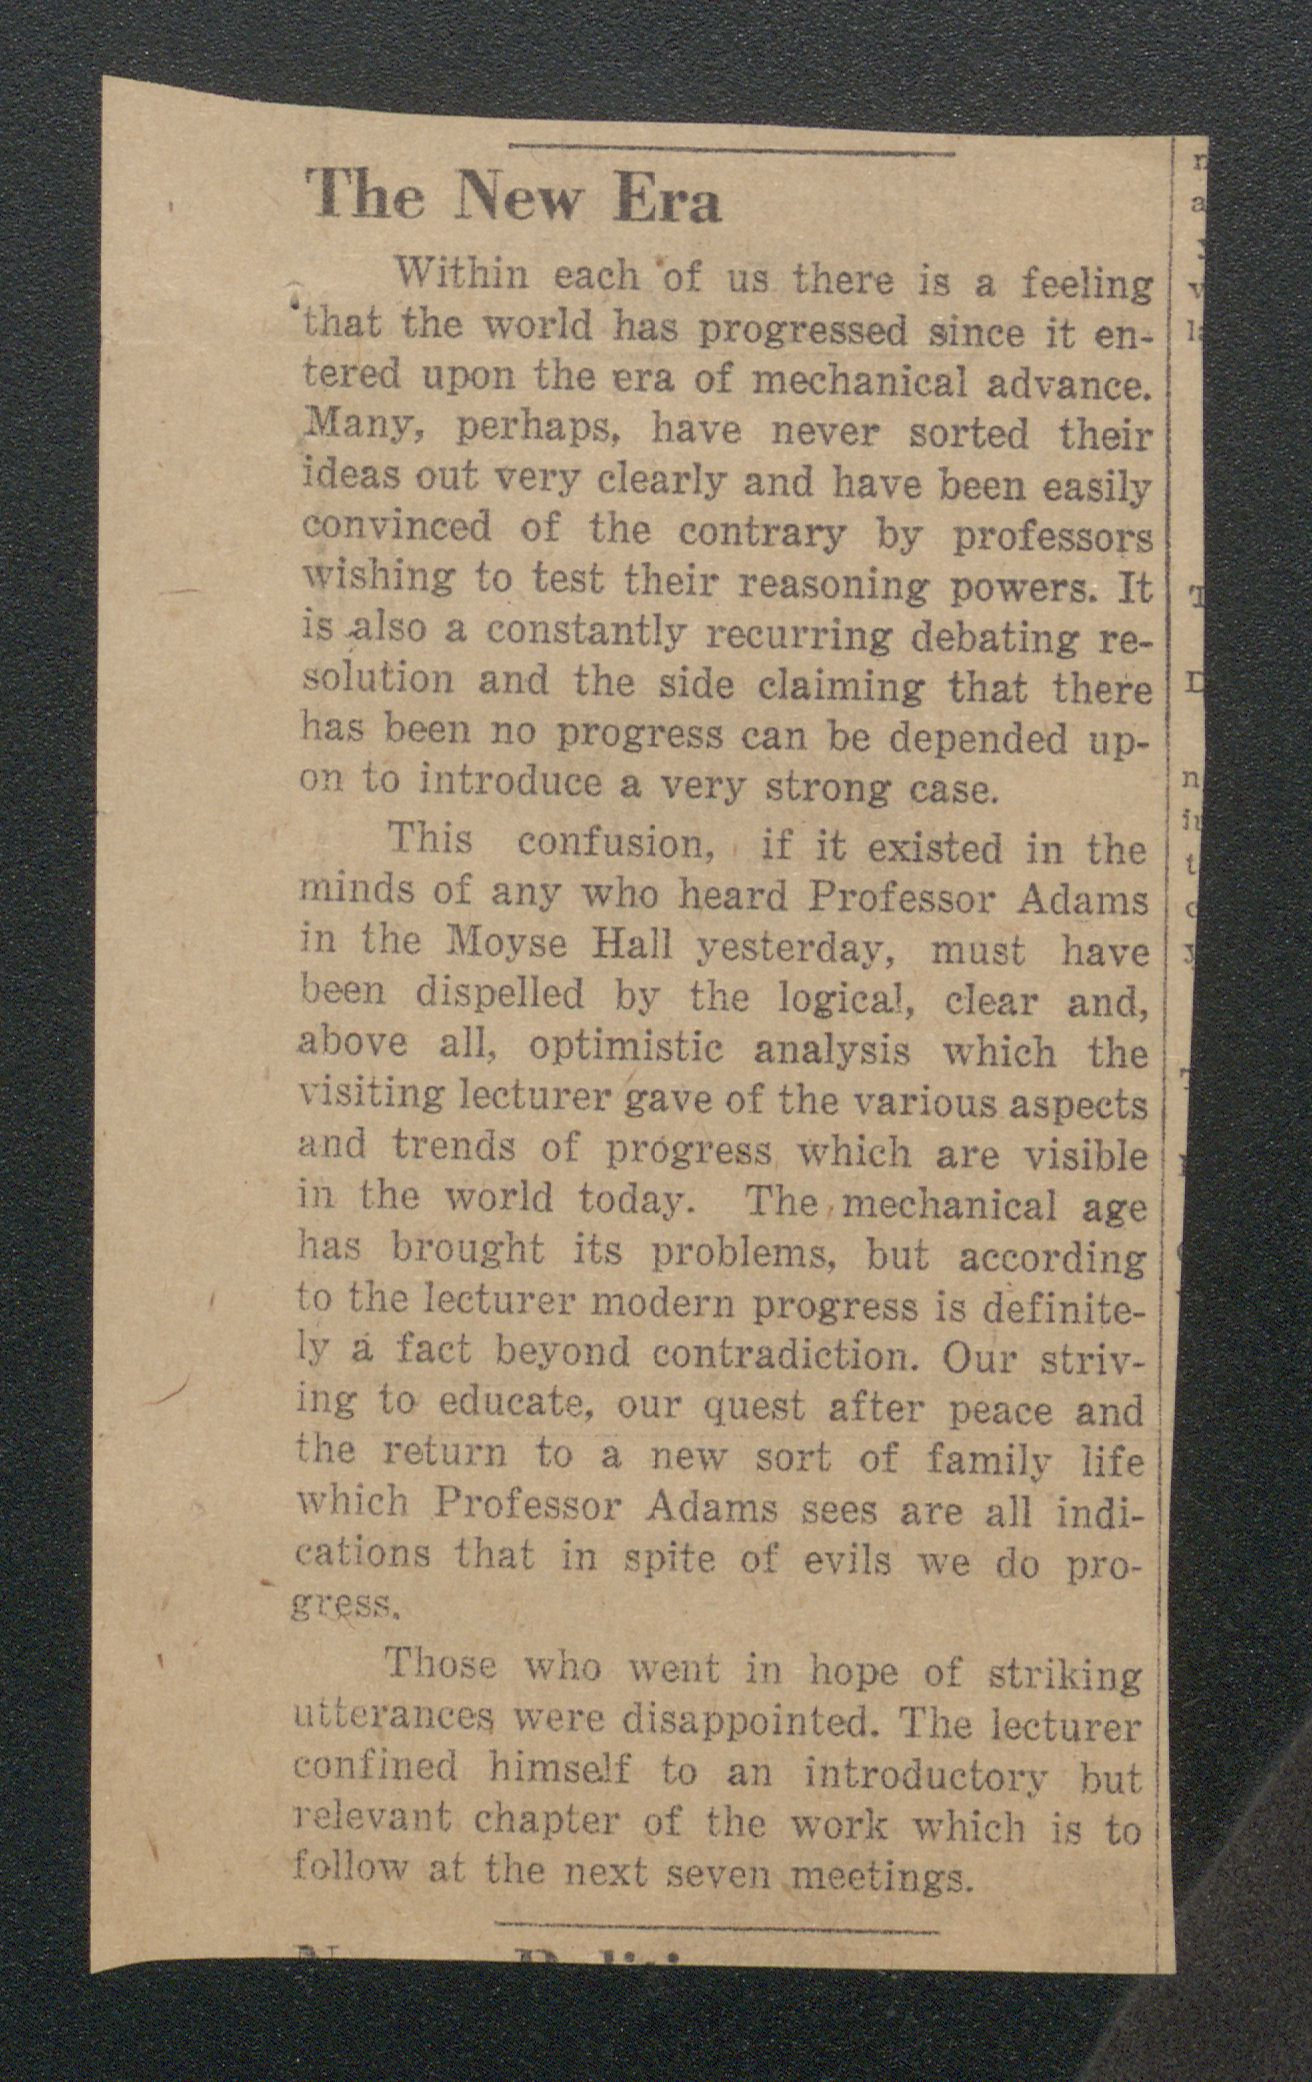 The New Era
Within each of us there is a feeling
that the world has progressed since it en-
tered upon the era of mechanical advance.
Many, perhaps, have never sorted their
ideas out very clearly and have been easily
convinced of the contrary by professors
wishing to test their reasoning powers. It
is also a constantly recurring debating re-
solution and the side claiming that there
has been no progress can be depended up-
on to introduce a very strong case.
This confusion, if it existed in the
minds of any who heard Professor Adams
in the Moyse Hall yesterday, must have
been dispelled by the logical, clear and,
above all, optimistic analysis which the
visiting lecturer gave of the various aspects
and trends of progress which are visible
in the world today. The mechanical age
has brought its problems, but according
to the lecturer modern progress is definite-
ly a fact beyond contradiction. Our striv-
ing to educate, our quest after peace and
the return to a new sort of family life
which Professor Adams sees are all indi-
cations that in spite of evils we do pro-
gress.
Those who went in hope of striking
utterances were disappointed. The lecturer
confined himself to an introductory but
relevant chapter of the work which is to
follow at the next seven meetings.